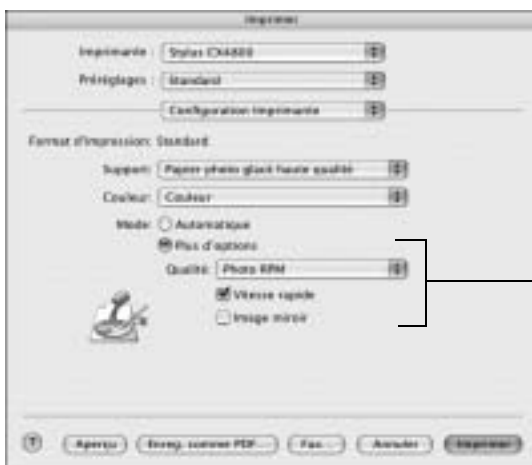 Imprimer
Imprimante : Stylus CX4800
Préréglages : Standard
Configuration Imprimante
Format d'impression: Standard
Support: Papier photo glacé haute qualité
Couleur: Couleur
Mode: Automatique
Plus d'options
Qualité: Photo RPM
Vitesse rapide
Image miroir
? Aperçu Enreg. comme PDF... Fax... Annuler Imprimer